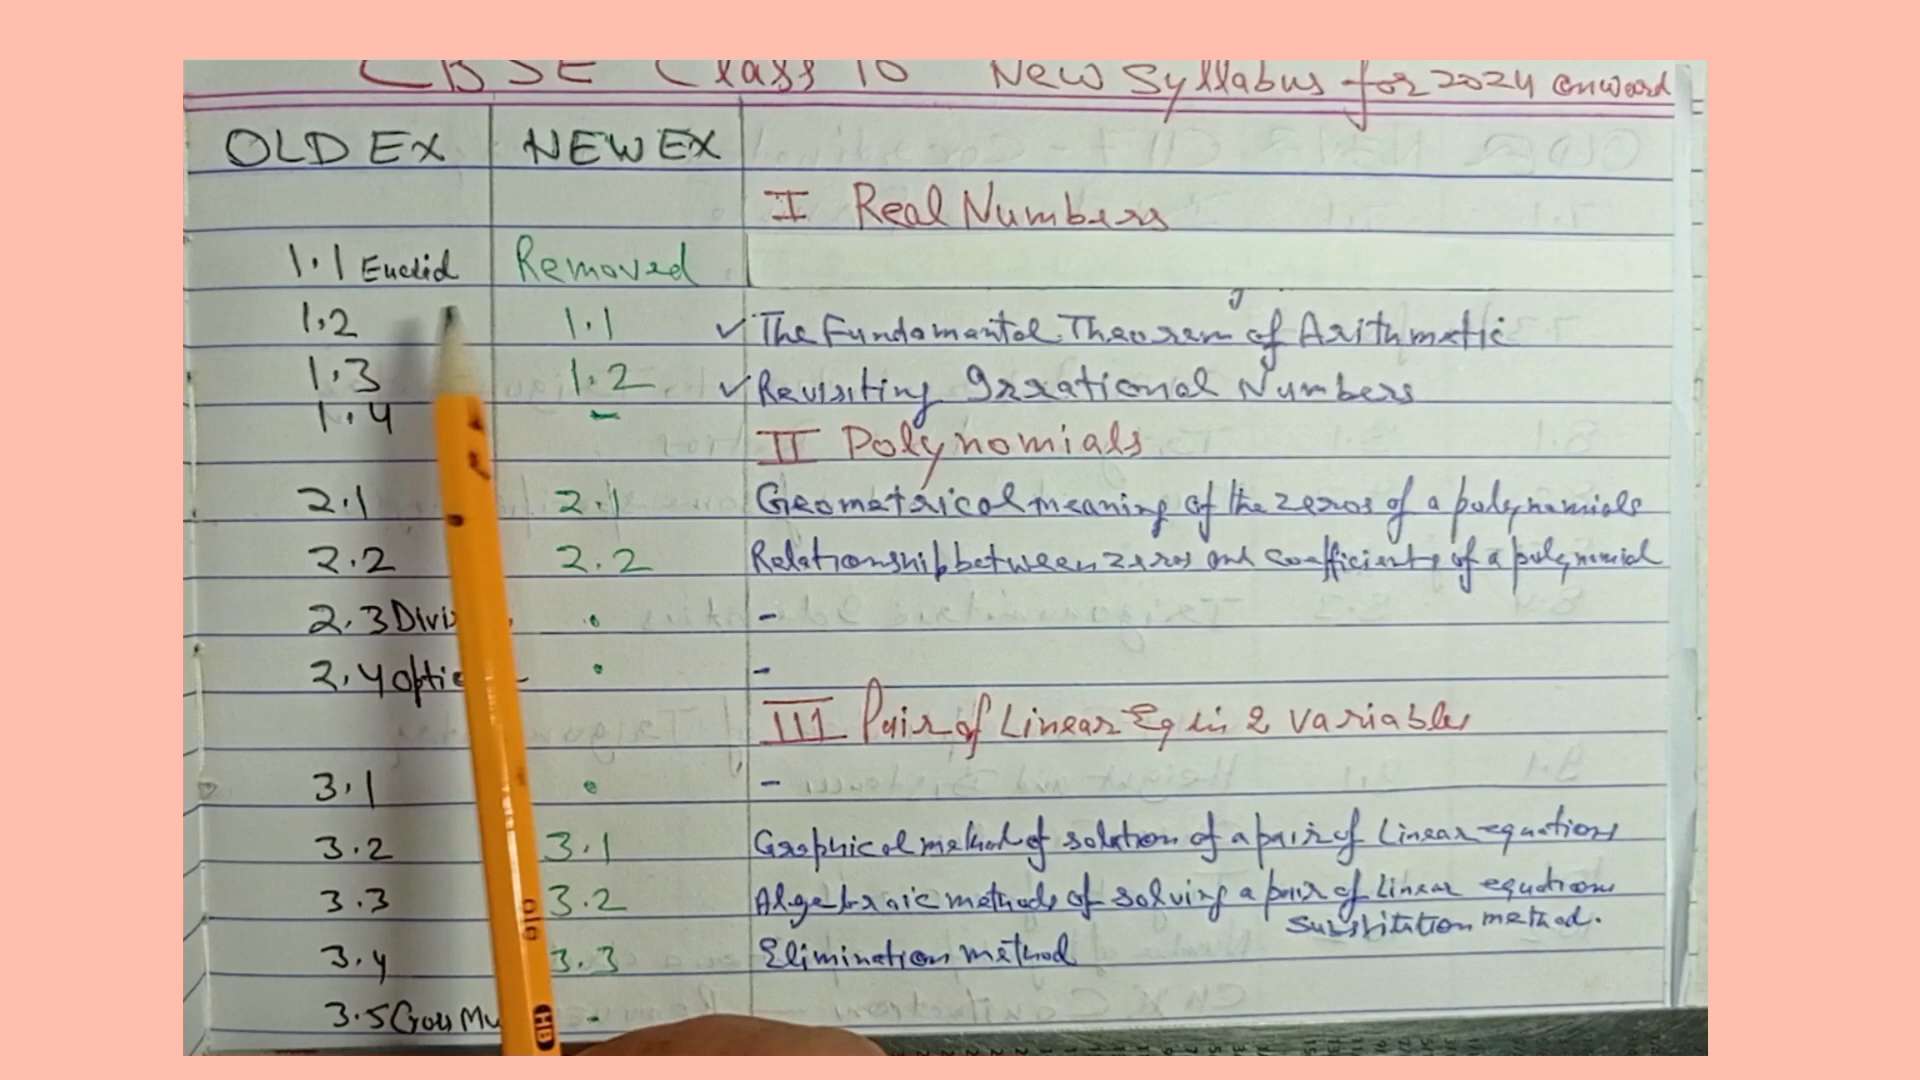 CBSE Class 10 New Syllabus for 2024 onward
OLD EX NEW EX
I Real Numbers
1.1 Euclid Removed
1.2 1.1 ✓ The Fundamental Theorem of Arithmetic
1.3 1.2 ✓ Revisiting Irrational Numbers
1.4 -
II Polynomials
2.1 2.1 Geometrical meaning of the zeros of a polynomials
2.2 2.2 Relationship between zeros and coefficients of a polynomial
2.3 . -
2.4 . -
III Pair of Linear Eq in 2 variables
3.1 . -
3.2 3.1 Graphical method of solution of a pair of linear equations
3.3 3.2 Algebraic methods of solving a pair of linear equations
substitution method.
3.4 3.3 Elimination method
3.5 Cross -
olo
HB